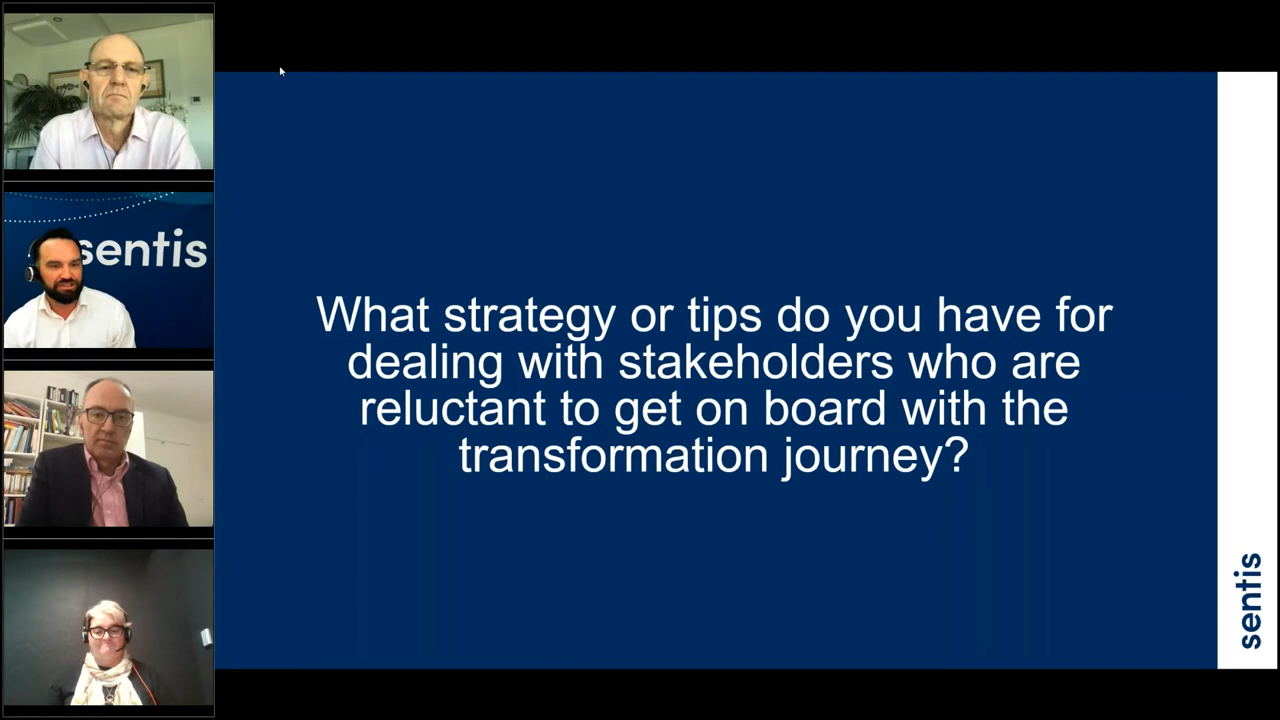 sentis
What strategy or tips do you have for
dealing with stakeholders who are
reluctant to get on board with the
transformation journey?
sentis